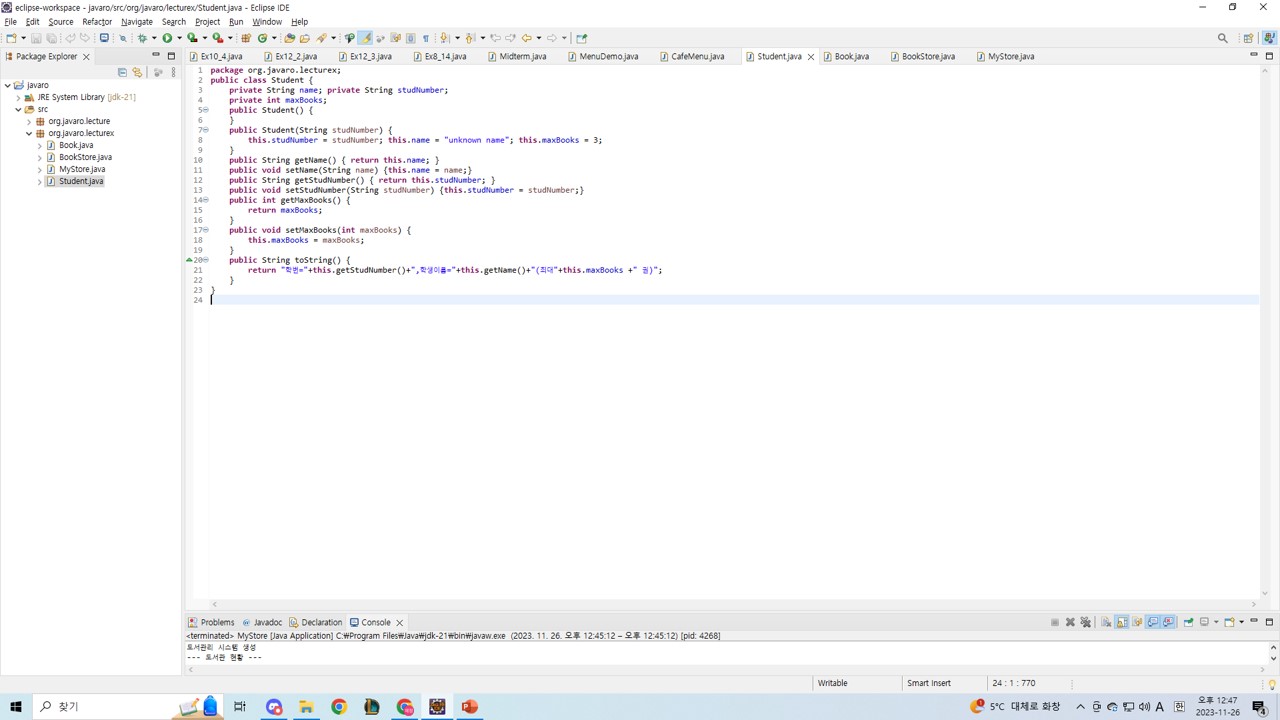 eclipse-workspace - javaro/src/org/javaro/lecturex/Student.java - Eclipse IDE
File Edit Source Refactor Navigate Search Project Run Window Help
Package Explorer
Ex10_4.java Ex12_2.java Ex12_3.java Ex8_14.java Midterm.java MenuDemo.java CafeMenu.java Student.java Book.java BookStore.java MyStore.java
javaro
JRE System Library [jdk-21]
src
org.javaro.lecture
org.javaro.lecturex
Book.java
BookStore.java
MyStore.java
Student.java
1 package org.javaro.lecturex;
2 public class Student {
3 private String name; private String studNumber;
4 private int maxBooks;
5 public Student() {
6 }
7 public Student(String studNumber) {
8 this.studNumber = studNumber; this.name = "unknown name"; this.maxBooks = 3;
9 }
10 public String getName() { return this.name; }
11 public void setName(String name) {this.name = name;}
12 public String getStudNumber() { return this.studNumber; }
13 public void setStudNumber(String studNumber) {this.studNumber = studNumber;}
14 public int getMaxBooks() {
15 return maxBooks;
16 }
17 public void setMaxBooks(int maxBooks) {
18 this.maxBooks = maxBooks;
19 }
20 public String toString() {
21 return "학번="+this.getStudNumber()+",학생이름="+this.getName()+"(최대"+this.maxBooks +" 권)";
22 }
23 }
24
Problems Javadoc Declaration Console
<terminated> MyStore [Java Application] C:₩Program Files₩Java₩jdk-21₩bin₩javaw.exe (2023. 11. 26. 오후 12:45:12 – 오후 12:45:12) [pid: 4268]
도서관리 시스템 생성
--- 도서관 현황 ---
Writable Smart Insert 24 : 1 : 770
찾기
5°C 대체로 화창
A 한
오후 12:47
2023-11-26
4